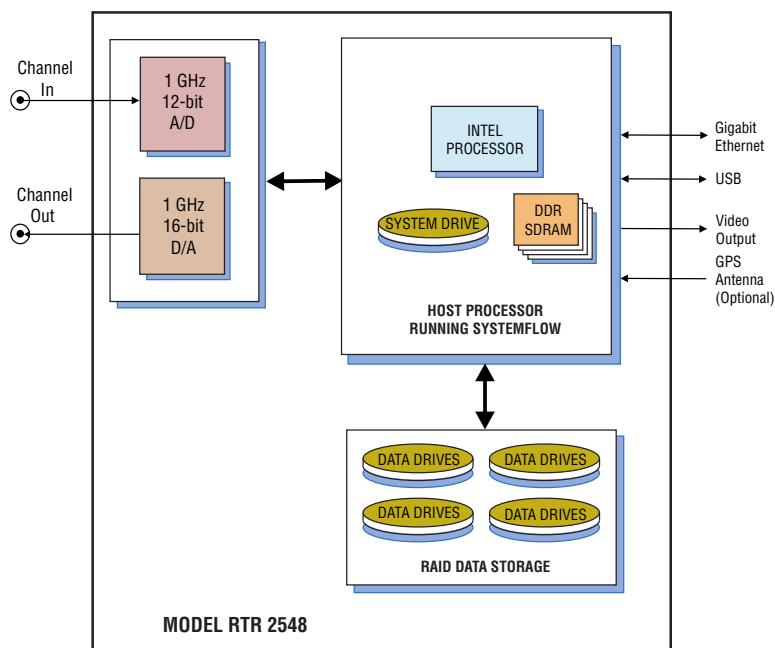 Channel
In
1 GHz
12-bit
A/D
Channel
Out
1 GHz
16-bit
D/A
INTEL
PROCESSOR
SYSTEM DRIVE
DDR
SDRAM
HOST PROCESSOR
RUNNING SYSTEMFLOW
Gigabit
Ethernet
USB
Video
Output
GPS
Antenna
(Optional)
DATA DRIVES
DATA DRIVES
DATA DRIVES
DATA DRIVES
RAID DATA STORAGE
MODEL RTR 2548